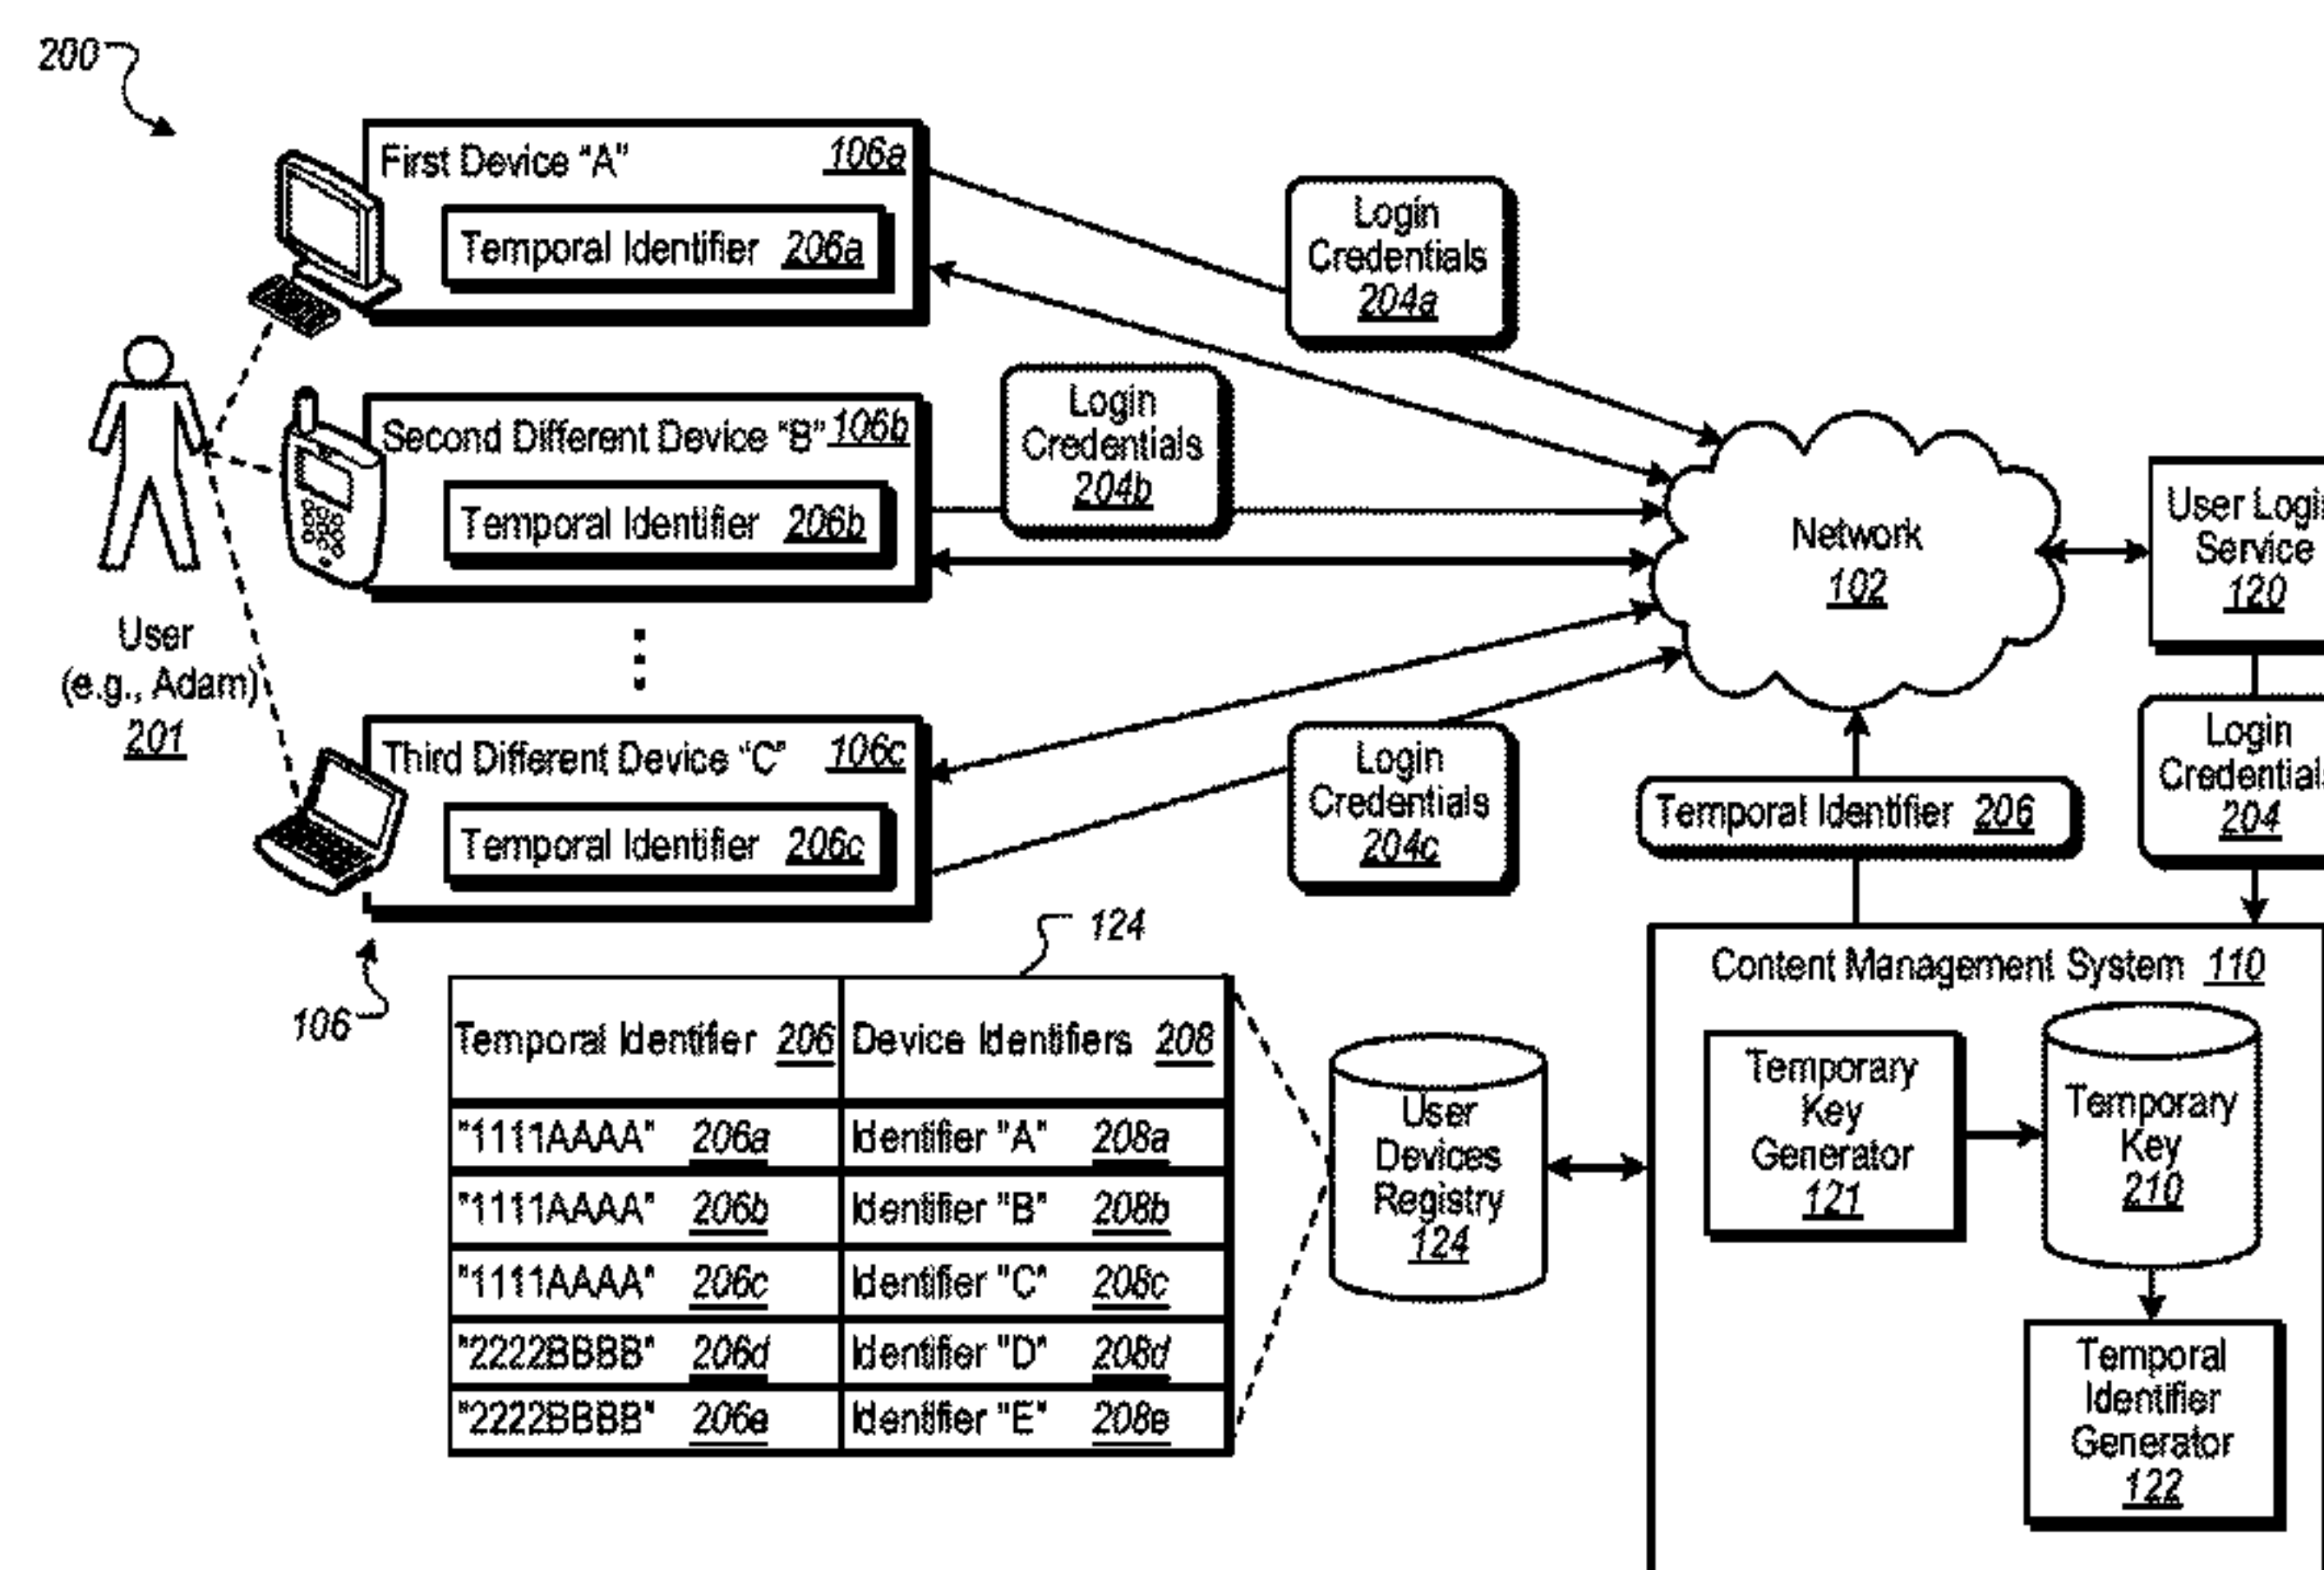 200
First Device "A" 106a
Temporal Identifier 206a
Login
Credentials
204a
Second Different Device "B" 106b
Temporal Identifier 206b
Login
Credentials
204b
User
(e.g., Adam)
201
Third Different Device "C" 106c
Temporal Identifier 206c
Login
Credentials
204c
106
Network
102
User Login
Service
120
Login
Credentials
204
Temporal Identifier 206
124
Temporal Identifier 206 Device Identifiers 208
"1111AAAA" 206a Identifier "A" 208a
"1111AAAA" 206b Identifier "B" 208b
"1111AAAA" 206c Identifier "C" 208c
"2222BBBB" 206d Identifier "D" 208d
"2222BBBB" 206e Identifier "E" 208e
User
Devices
Registry
124
Content Management System 110
Temporary
Key
Generator
121
Temporary
Key
210
Temporal
Identifier
Generator
122